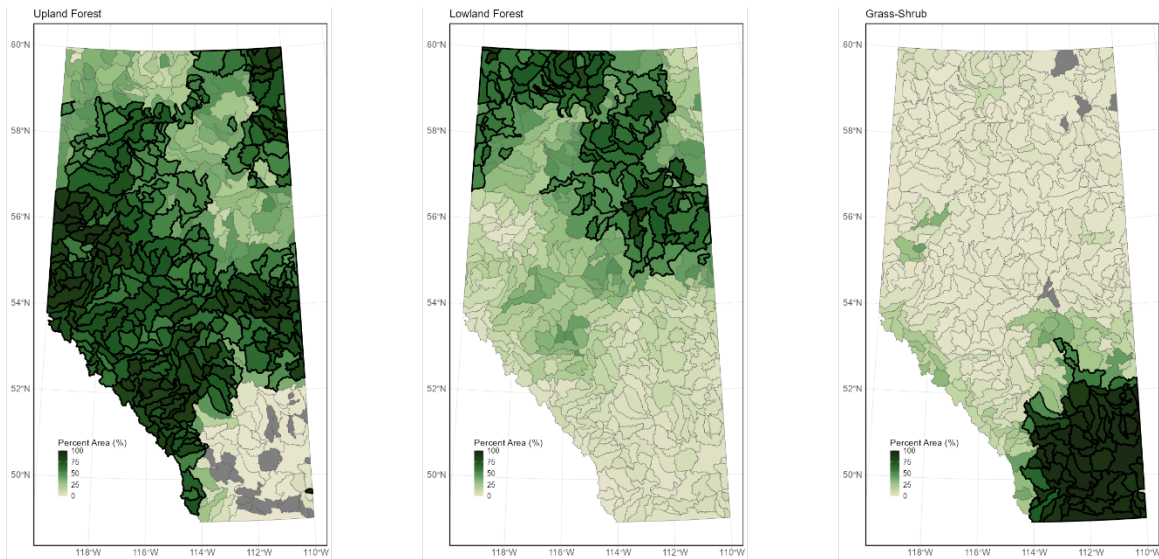 Upland Forest
60°N
58°N
56°N
54°N
52°N
50°N
Percent Area (%)
100
75
50
25
0
118°W
116°W
114°W
112°W
110°W
Lowland Forest
60°N
58°N
56°N
54°N
52°N
50°N
Percent Area (%)
100
75
50
25
0
118°W
116°W
114°W
112°W
110°W
Grass-Shrub
60°N
58°N
56°N
54°N
52°N
50°N
Percent Area (%)
100
75
50
25
0
118°W
116°W
114°W
112°W
110°W